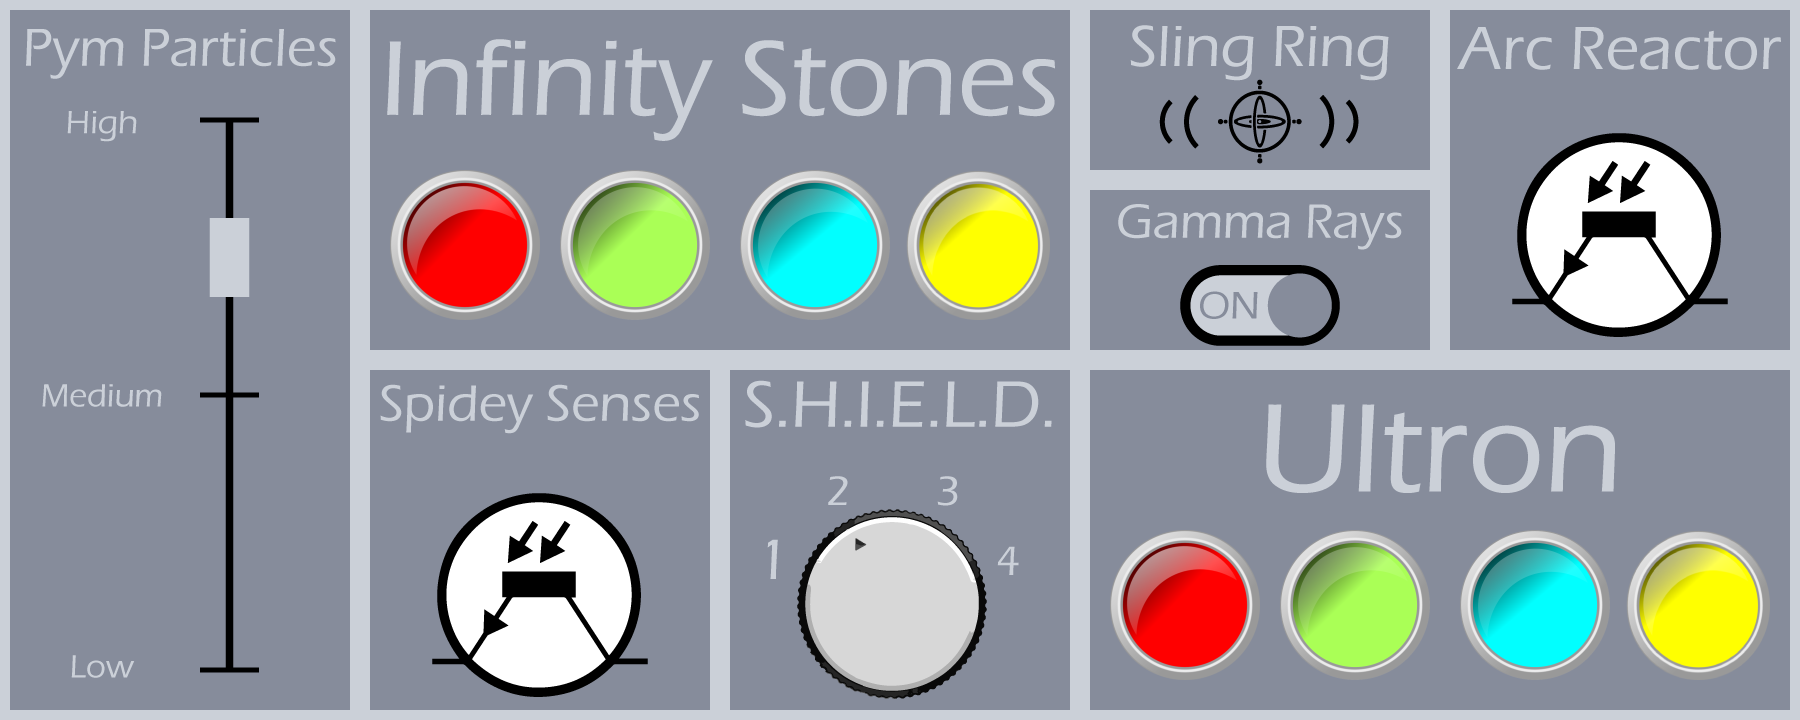 Pym Particles
High
Medium
Low
Infinity Stones
Sling Ring
Gamma Rays
ON
Arc Reactor
Spidey Senses
S.H.I.E.L.D.
1
2
3
4
Ultron